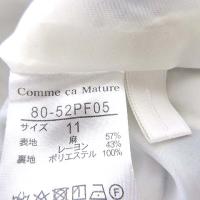 Comme ça Mature
80-52PF05
サイズ 11
表地 麻 57%
レーヨン 43%
裏地 ポリエステル 100%